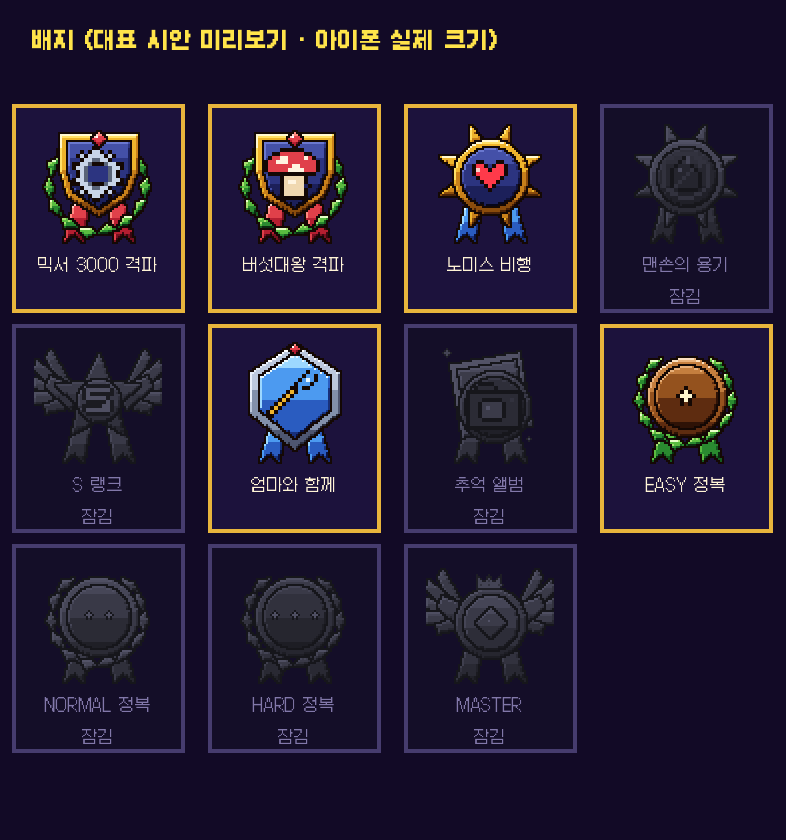 배지 (대표 시안 미리보기 · 아이폰 실제 크기)
믹서 3000 격파
버섯대왕 격파
노미스 비행
맨손의 용기
잠김
S
S 랭크
잠김
엄마와 함께
추억 앨범
잠김
EASY 정복
NORMAL 정복
잠김
HARD 정복
잠김
MASTER
잠김